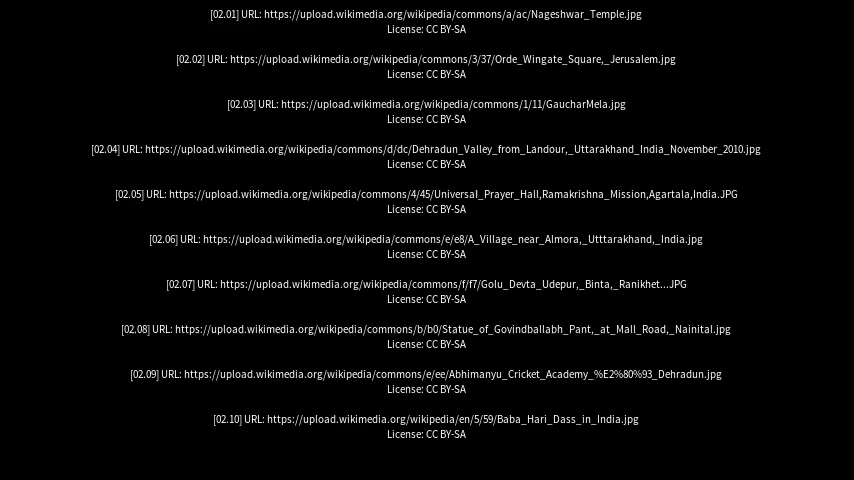 [02.01] URL: https://upload.wikimedia.org/wikipedia/commons/a/ac/Nageshwar_Temple.jpg
License: CC BY-SA
[02.02] URL: https://upload.wikimedia.org/wikipedia/commons/3/37/Orde_Wingate_Square,_Jerusalem.jpg
License: CC BY-SA
[02.03] URL: https://upload.wikimedia.org/wikipedia/commons/1/11/GaucharMela.jpg
License: CC BY-SA
[02.04] URL: https://upload.wikimedia.org/wikipedia/commons/d/dc/Dehradun_Valley_from_Landour,_Uttarakhand_India_November_2010.jpg
License: CC BY-SA
[02.05] URL: https://upload.wikimedia.org/wikipedia/commons/4/45/Universal_Prayer_Hall,Ramakrishna_Mission,Agartala,India.JPG
License: CC BY-SA
[02.06] URL: https://upload.wikimedia.org/wikipedia/commons/e/e8/A_Village_near_Almora,_Utttarakhand,_India.jpg
License: CC BY-SA
[02.07] URL: https://upload.wikimedia.org/wikipedia/commons/f/f7/Golu_Devta_Udepur,_Binta,_Ranikhet...JPG
License: CC BY-SA
[02.08] URL: https://upload.wikimedia.org/wikipedia/commons/b/b0/Statue_of_Govindballabh_Pant,_at_Mall_Road,_Nainital.jpg
License: CC BY-SA
[02.09] URL: https://upload.wikimedia.org/wikipedia/commons/e/ee/Abhimanyu_Cricket_Academy_%E2%80%93_Dehradun.jpg
License: CC BY-SA
[02.10] URL: https://upload.wikimedia.org/wikipedia/en/5/59/Baba_Hari_Dass_in_India.jpg
License: CC BY-SA